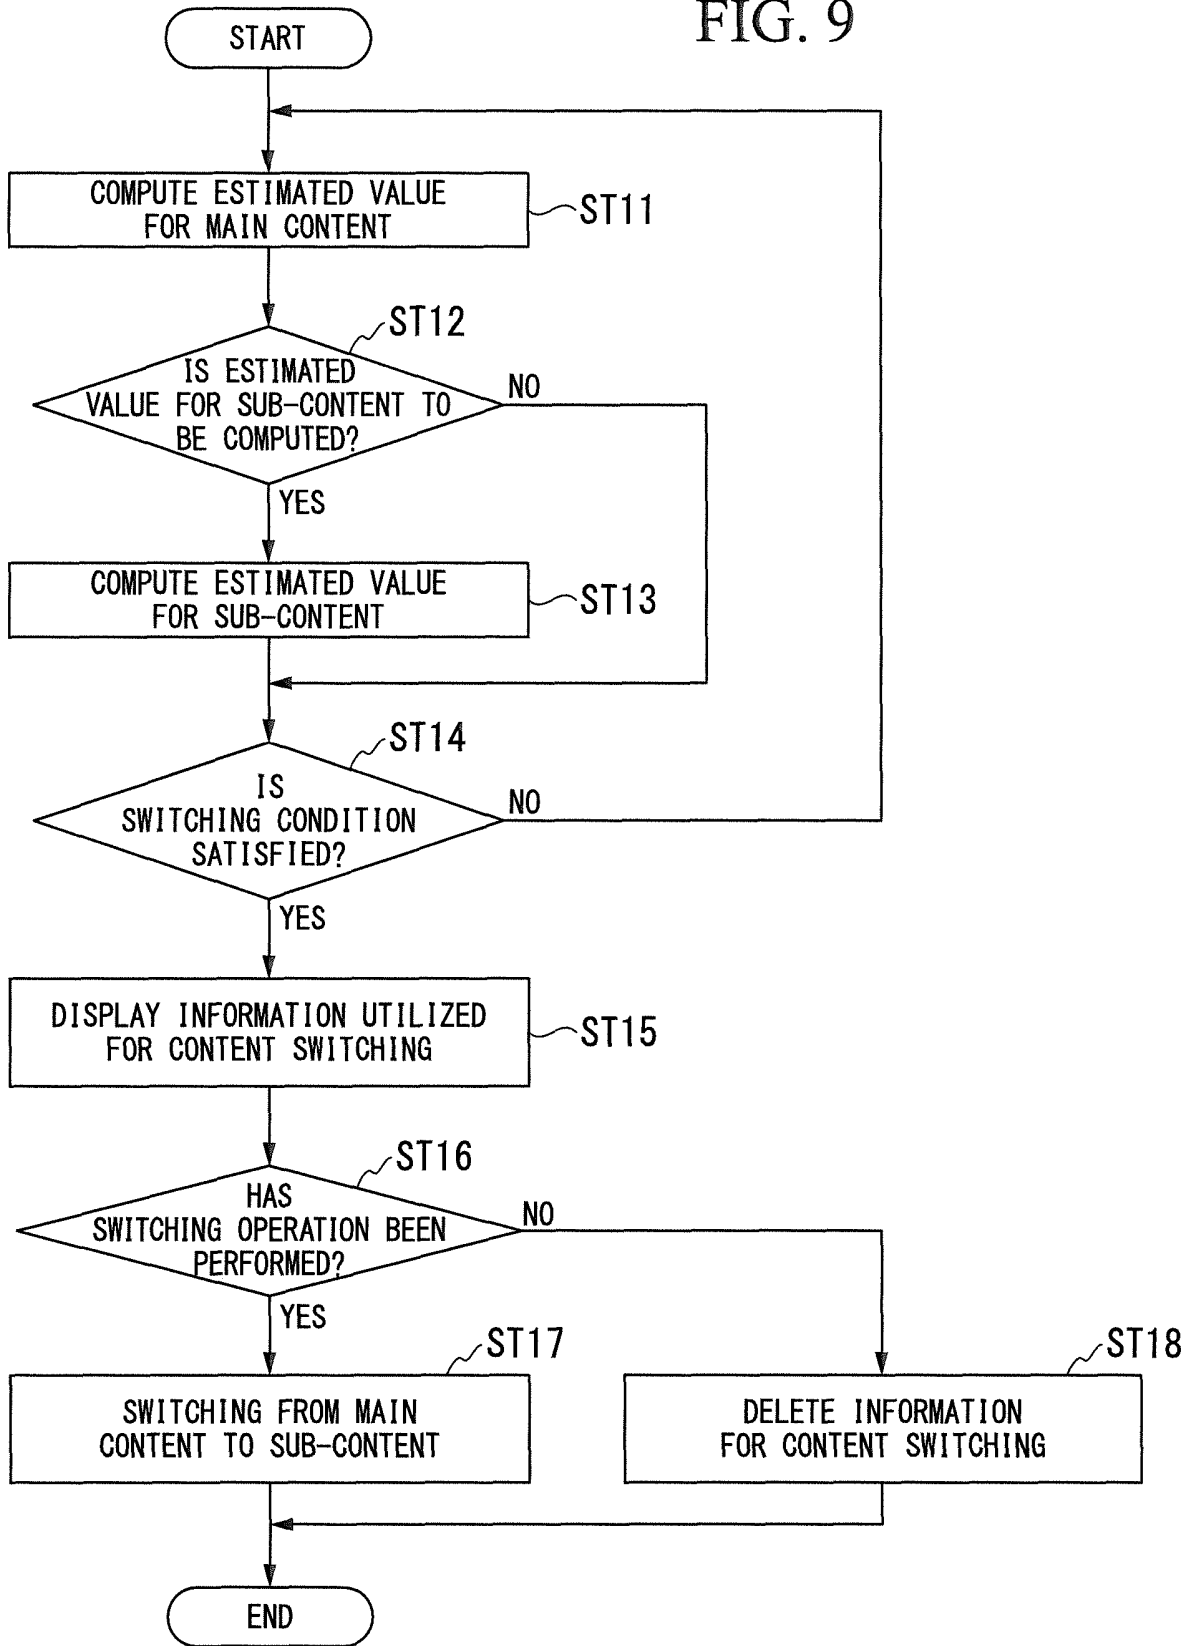 FIG. 9
START
COMPUTE ESTIMATED VALUE
FOR MAIN CONTENT
ST11
ST12
IS ESTIMATED
VALUE FOR SUB-CONTENT TO
BE COMPUTED?
NO
YES
COMPUTE ESTIMATED VALUE
FOR SUB-CONTENT
ST13
ST14
IS
SWITCHING CONDITION
SATISFIED?
NO
YES
DISPLAY INFORMATION UTILIZED
FOR CONTENT SWITCHING
ST15
ST16
HAS
SWITCHING OPERATION BEEN
PERFORMED?
NO
YES
ST17
SWITCHING FROM MAIN
CONTENT TO SUB-CONTENT
ST18
DELETE INFORMATION
FOR CONTENT SWITCHING
END